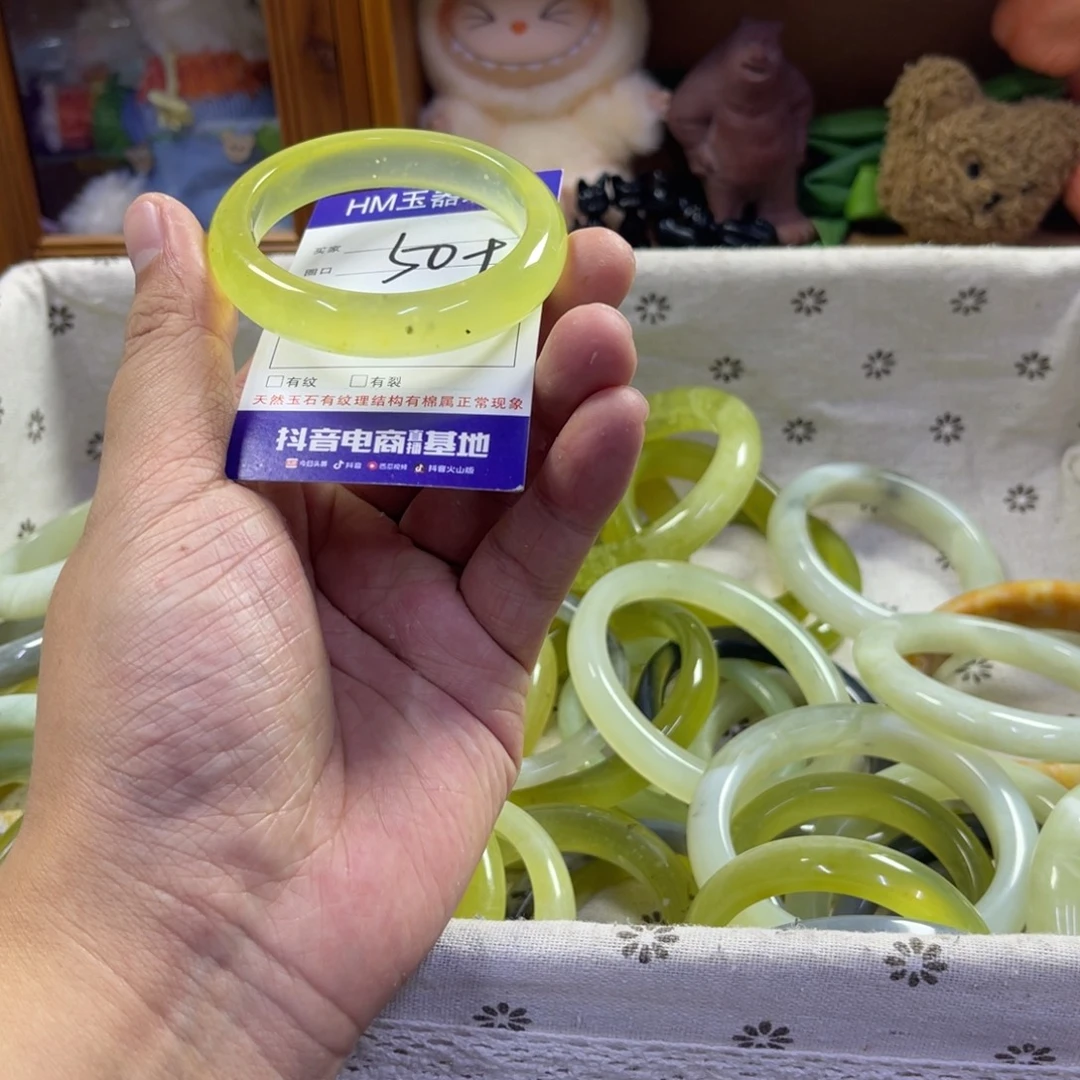 HM玉器
买家
圈口
50+
有纹 有裂
天然玉石有纹理结构有棉属正常现象
抖音电商直播基地
今日头条 抖音 西瓜视频 抖音火山版